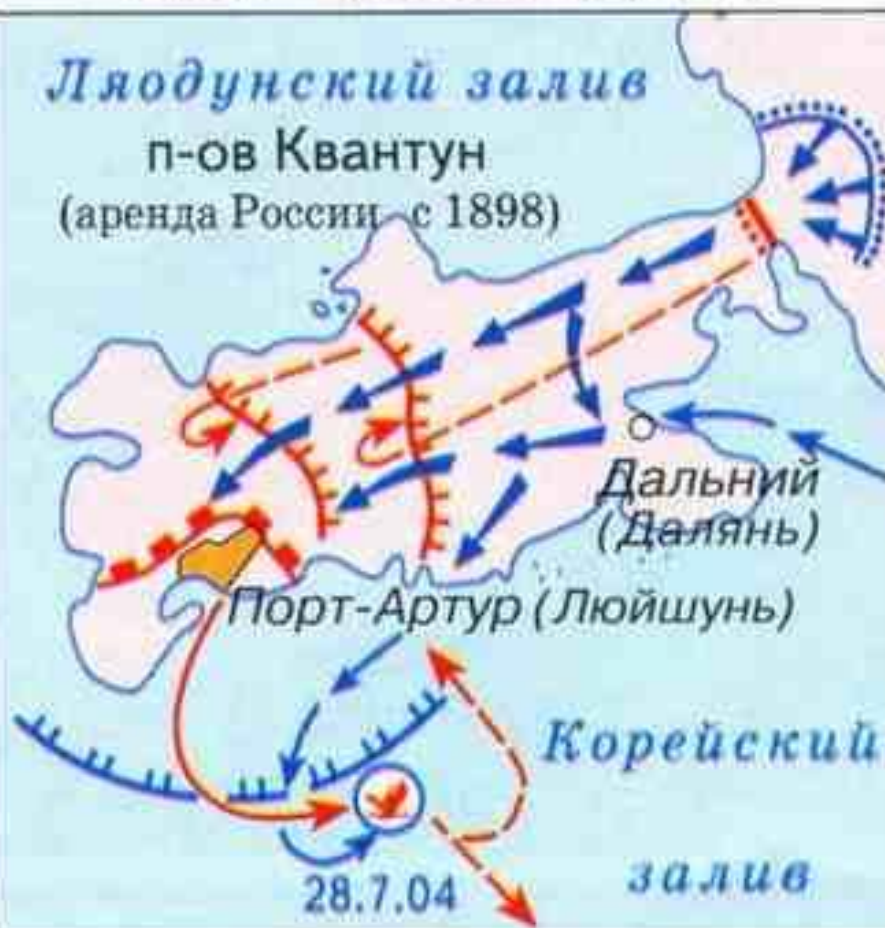 Ляодунский залив
п-ов Квантун
(аренда России с 1898)
Дальний
(Далянь)
Порт-Артур (Люйшунь)
Корейский
залив
28.7.04